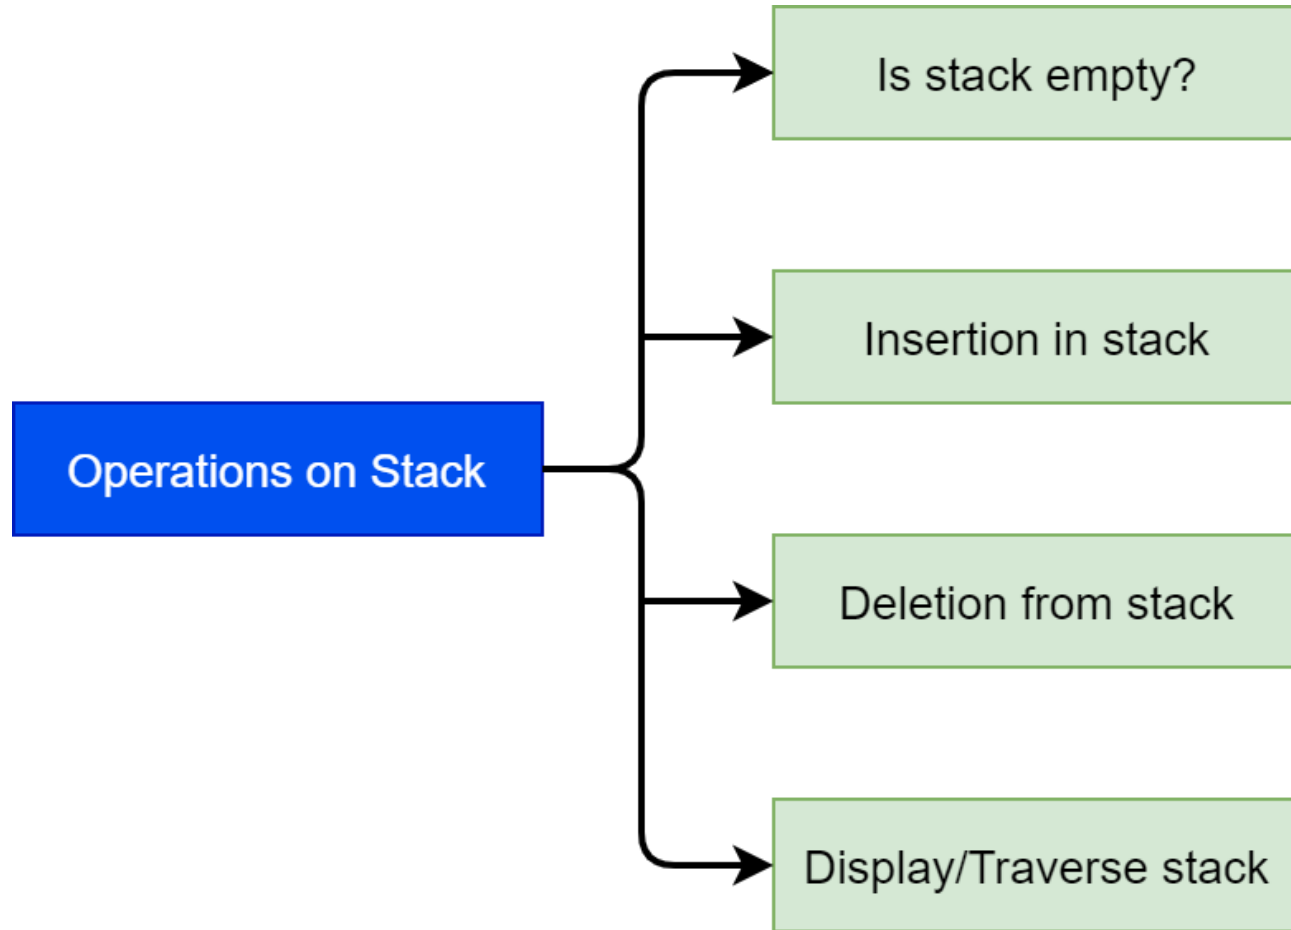 Is stack empty?
Insertion in stack
Operations on Stack
Deletion from stack
Display/Traverse stack